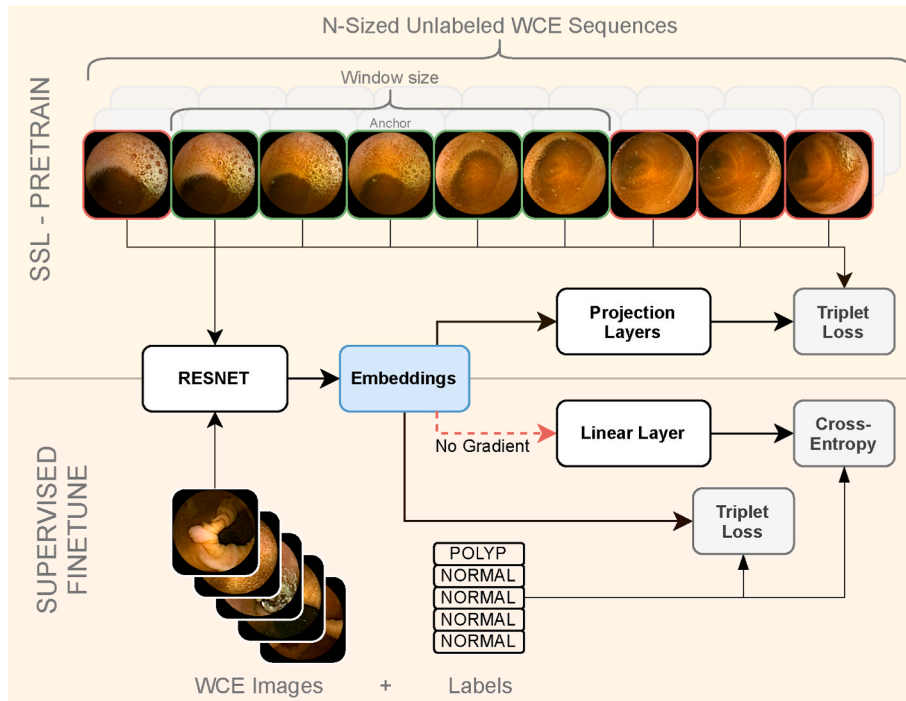 N-Sized Unlabeled WCE Sequences
Window size
Anchor
SSL - PRETRAIN
Projection
Layers
Triplet
Loss
RESNET
Embeddings
No Gradient
Linear Layer
Cross-
Entropy
SUPERVISED
FINETUNE
Triplet
Loss
POLYP
NORMAL
NORMAL
NORMAL
NORMAL
WCE Images + Labels